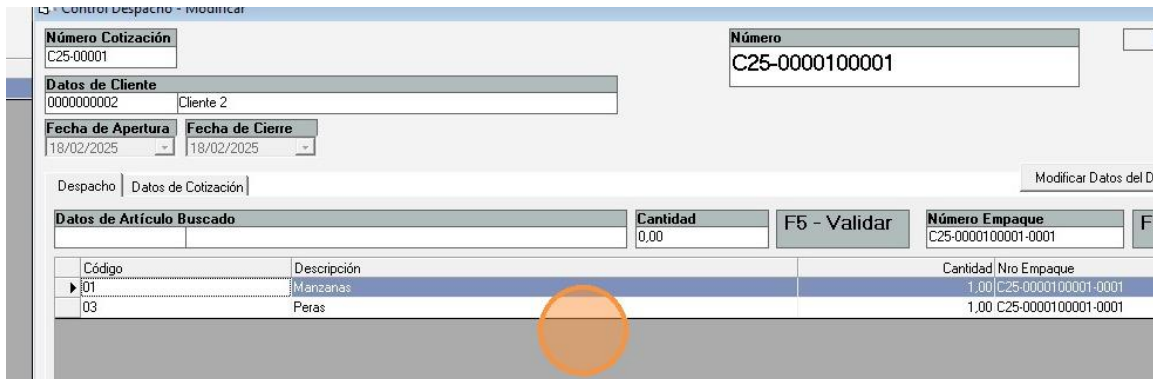 Control Despacho - Modificar
Número Cotización
C25-00001
Número
C25-0000100001
Datos de Cliente
0000000002 Cliente 2
Fecha de Apertura Fecha de Cierre
18/02/2025 18/02/2025
Despacho Datos de Cotización
Modificar Datos del D
Datos de Artículo Buscado Cantidad F5 - Validar Número Empaque F
0,00 C25-0000100001-0001
Código Descripción Cantidad Nro Empaque
01 Manzanas 1,00 C25-0000100001-0001
03 Peras 1,00 C25-0000100001-0001